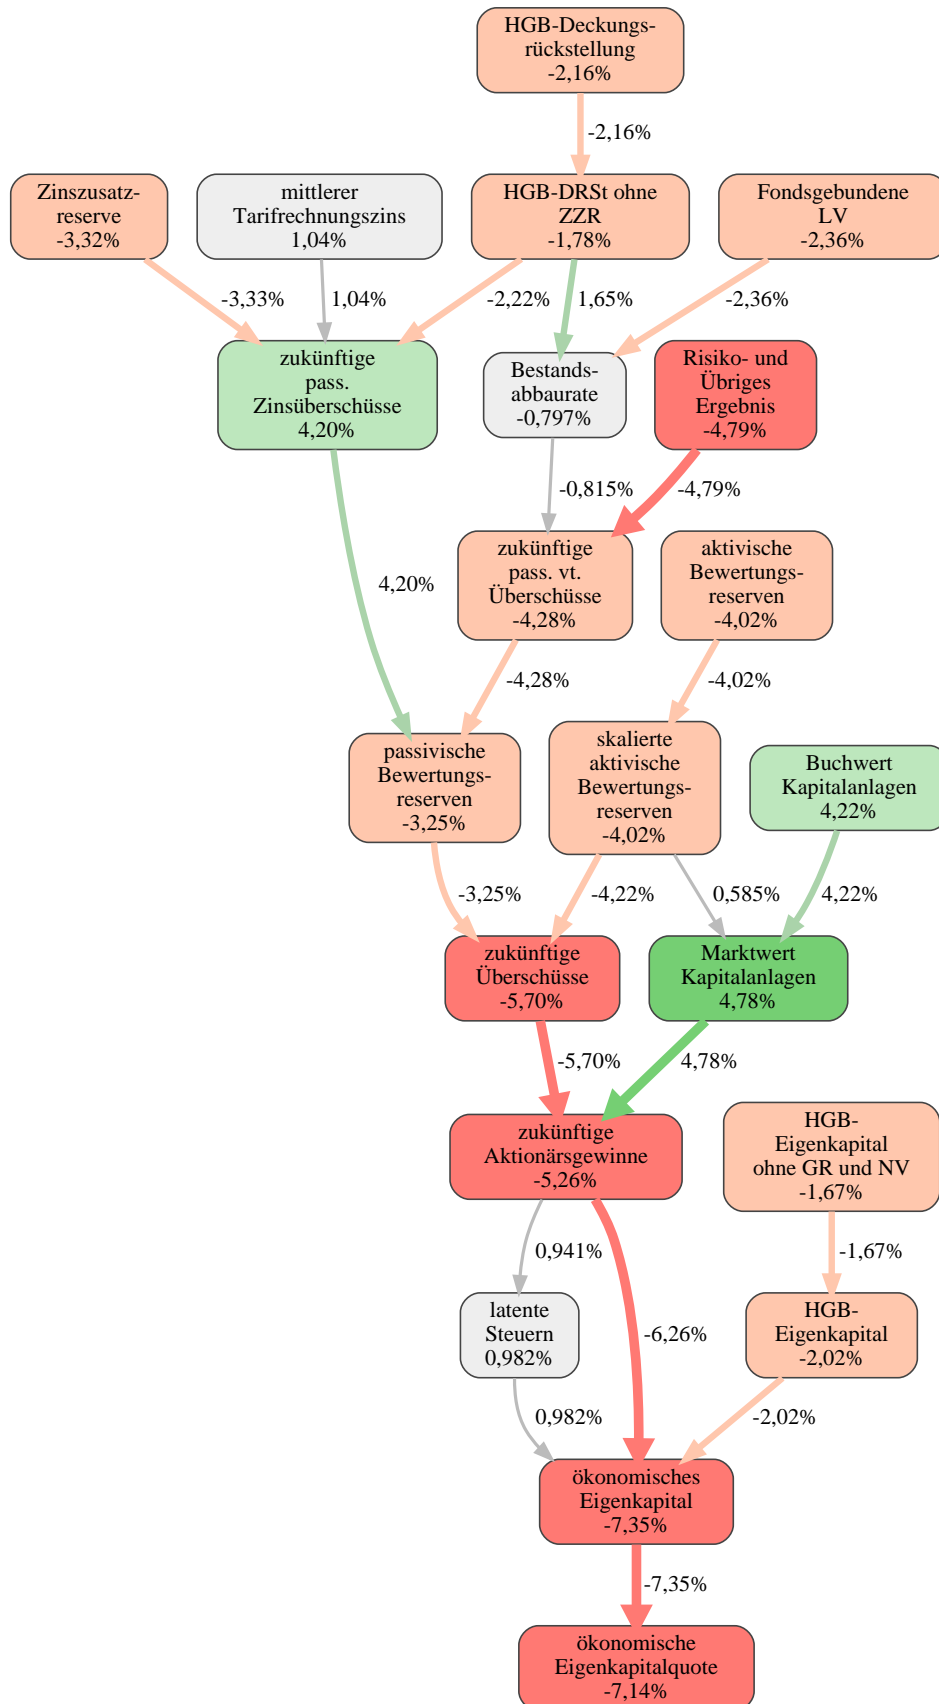 HGB-Deckungs-
rückstellung
-2,16%
-2,16%
Zinszusatz-
reserve
-3,32%
mittlerer
Tarifrechnungszins
1,04%
HGB-DRSt ohne
ZZR
-1,78%
Fondsgebundene
LV
-2,36%
-3,33%
1,04%
-2,22%
1,65%
-2,36%
zukünftige
pass.
Zinsüberschüsse
4,20%
Bestands-
abbaurate
-0,797%
Risiko- und
Übriges
Ergebnis
-4,79%
-0,815%
-4,79%
zukünftige
pass. vt.
Überschüsse
-4,28%
aktivische
Bewertungs-
reserven
-4,02%
4,20%
-4,28%
-4,02%
passivische
Bewertungs-
reserven
-3,25%
skalierte
aktivische
Bewertungs-
reserven
-4,02%
Buchwert
Kapitalanlagen
4,22%
-3,25%
-4,22%
0,585%
4,22%
zukünftige
Überschüsse
-5,70%
Marktwert
Kapitalanlagen
4,78%
-5,70%
4,78%
zukünftige
Aktionärsgewinne
-5,26%
HGB-
Eigenkapital
ohne GR und NV
-1,67%
0,941%
-6,26%
-1,67%
latente
Steuern
0,982%
HGB-
Eigenkapital
-2,02%
0,982%
-2,02%
ökonomisches
Eigenkapital
-7,35%
-7,35%
ökonomische
Eigenkapitalquote
-7,14%